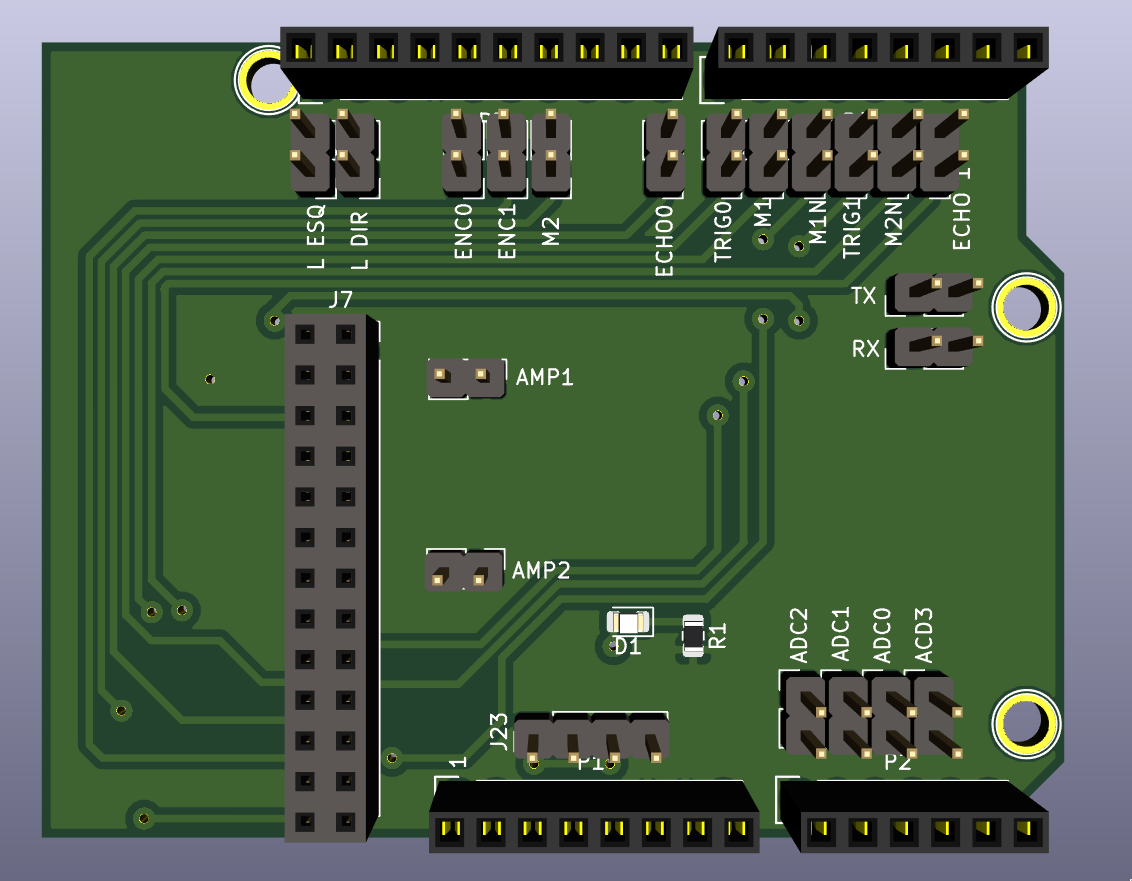 L ESQ
L DIR
ENC0
ENC1
M2
ECHO0
TRIG0
M1
M1N
TRIG1
M2N
ECHO 1
TX
J7
RX
AMP1
AMP2
D1
R1
ADC2
ADC1
ADC0
ACD3
J23
1
P1
P2